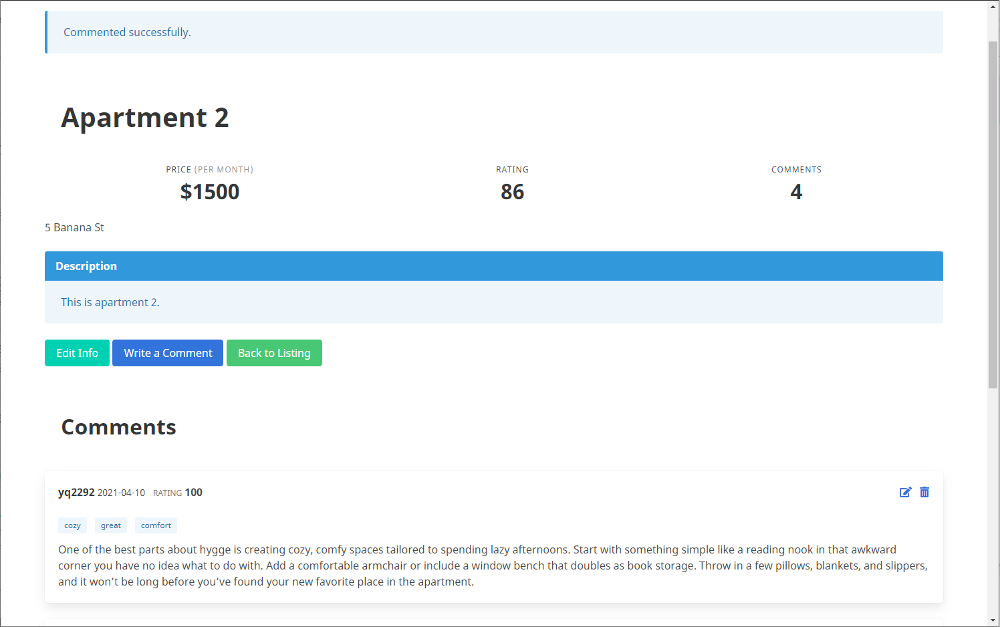 Commented successfully.
Apartment 2
PRICE (PER MONTH)
$1500
RATING
86
COMMENTS
4
5 Banana St
Description
This is apartment 2.
Edit Info
Write a Comment
Back to Listing
Comments
yq2292 2021-04-10 RATING 100
cozy great comfort
One of the best parts about hygge is creating cozy, comfy spaces tailored to spending lazy afternoons. Start with something simple like a reading nook in that awkward
corner you have no idea what to do with. Add a comfortable armchair or include a window bench that doubles as book storage. Throw in a few pillows, blankets, and slippers,
and it won’t be long before you’ve found your new favorite place in the apartment.